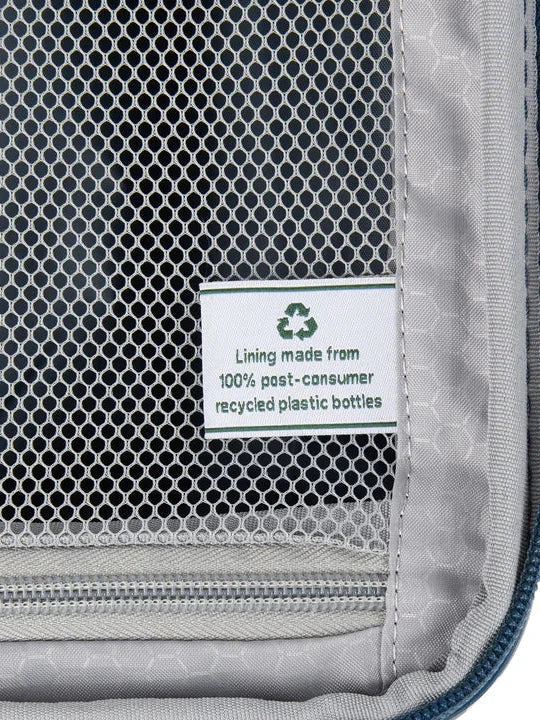 Lining made from
100% post-consumer
recycled plastic bottles